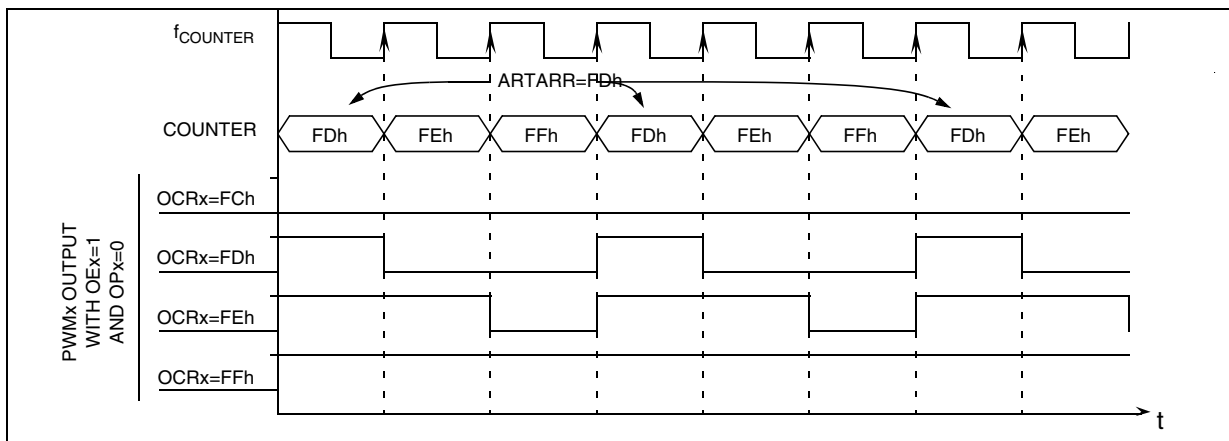 fCOUNTER
ARTARR=FDh
COUNTER
FDh FEh FFh FDh FEh FFh FDh FEh
PWMx OUTPUT
WITH OEx=1
AND OPx=0
OCRx=FCh
OCRx=FDh
OCRx=FEh
OCRx=FFh
t